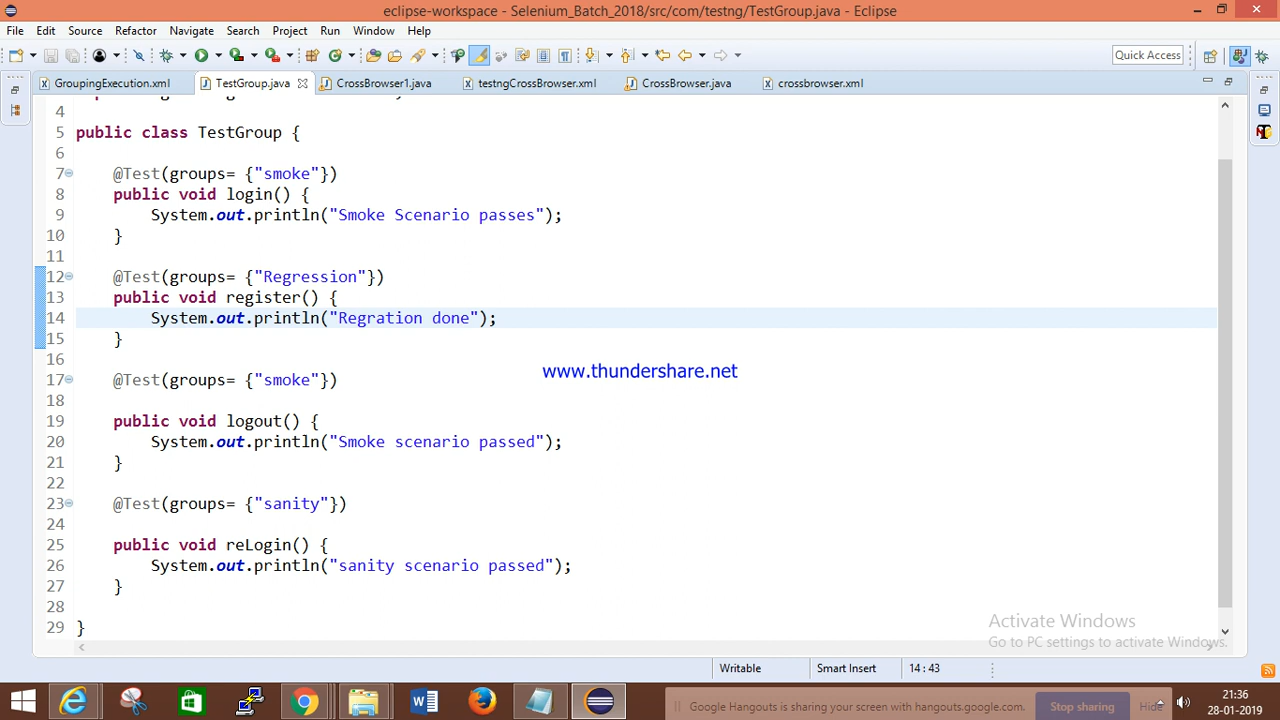 eclipse-workspace - Selenium_Batch_2018/src/com/testng/TestGroup.java - Eclipse
File Edit Source Refactor Navigate Search Project Run Window Help
Quick Access
GroupingExecution.xml TestGroup.java CrossBrowser1.java testngCrossBrowser.xml CrossBrowser.java crossbrowser.xml
4
5 public class TestGroup {
6
7 @Test(groups= {"smoke"})
8 public void login() {
9 System.out.println("Smoke Scenario passes");
10 }
11
12 @Test(groups= {"Regression"})
13 public void register() {
14 System.out.println("Regration done");
15 }
16
www.thundershare.net
17 @Test(groups= {"smoke"})
18
19 public void logout() {
20 System.out.println("Smoke scenario passed");
21 }
22
23 @Test(groups= {"sanity"})
24
25 public void reLogin() {
26 System.out.println("sanity scenario passed");
27 }
28
29 }
Activate Windows
Go to PC settings to activate Windows.
Writable Smart Insert 14 : 43
Google Hangouts is sharing your screen with hangouts.google.com. Stop sharing Hide
21:36
28-01-2019